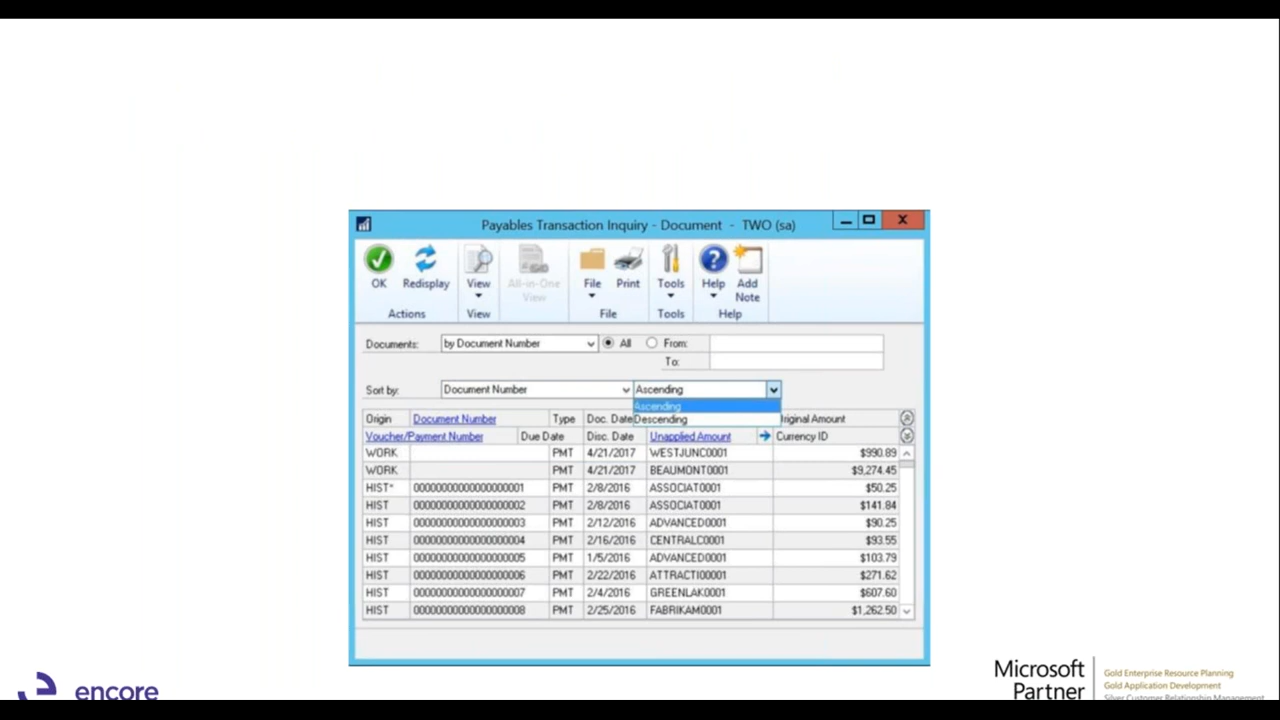 Payables Transaction Inquiry - Document - TWO (sa)
OK Redisplay View All-in-One View File Print Tools Help Add Note
Actions View File Tools Help
Documents: by Document Number All From:
To:
Sort by: Document Number Ascending
Ascending
Descending
Origin Document Number Type Doc. Date Original Amount
Voucher/Payment Number Due Date Disc. Date Unapplied Amount Currency ID
WORK PMT 4/21/2017 WESTJUNC0001 $990.89
WORK PMT 4/21/2017 BEAUMONT0001 $9,274.45
HIST* 00000000000000000001 PMT 2/8/2016 ASSOCIAT0001 $50.25
HIST 00000000000000000002 PMT 2/8/2016 ASSOCIAT0001 $141.84
HIST 00000000000000000003 PMT 2/12/2016 ADVANCED0001 $90.25
HIST 00000000000000000004 PMT 2/16/2016 CENTRALC0001 $93.55
HIST 00000000000000000005 PMT 1/5/2016 ADVANCED0001 $103.79
HIST 00000000000000000006 PMT 2/22/2016 ATTRACTI00001 $271.62
HIST 00000000000000000007 PMT 2/4/2016 GREENLAK0001 $607.60
HIST 00000000000000000008 PMT 2/25/2016 FABRIKAM0001 $1,262.50
encore
Microsoft Partner
Gold Enterprise Resource Planning
Gold Application Development
Silver Customer Relationship Management